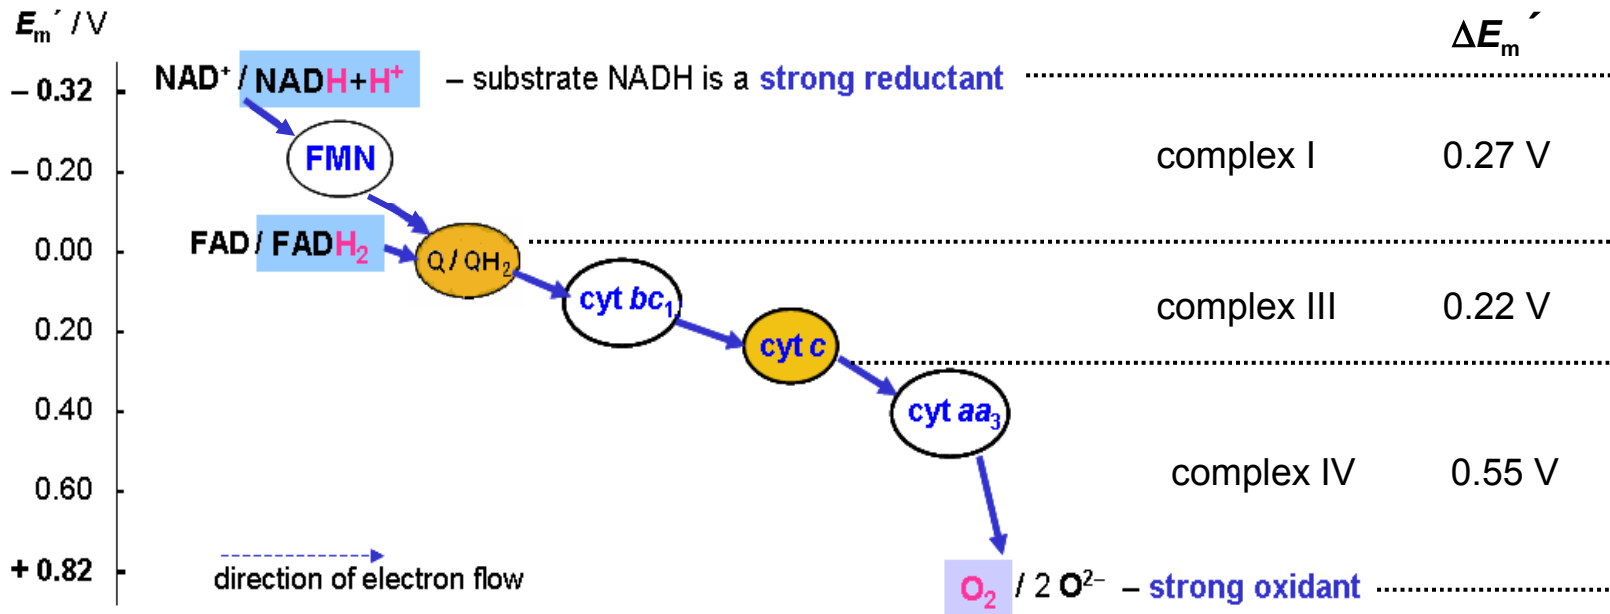 Eₘ´ / V
ΔEₘ´
NAD⁺ / NADH+H⁺ – substrate NADH is a strong reductant
– 0.32
FMN
complex I 0.27 V
– 0.20
FAD / FADH₂
0.00
Q / QH₂
cyt bc₁
complex III 0.22 V
0.20
cyt c
0.40
cyt aa₃
complex IV 0.55 V
0.60
+ 0.82
direction of electron flow
O₂ / 2 O²⁻ – strong oxidant